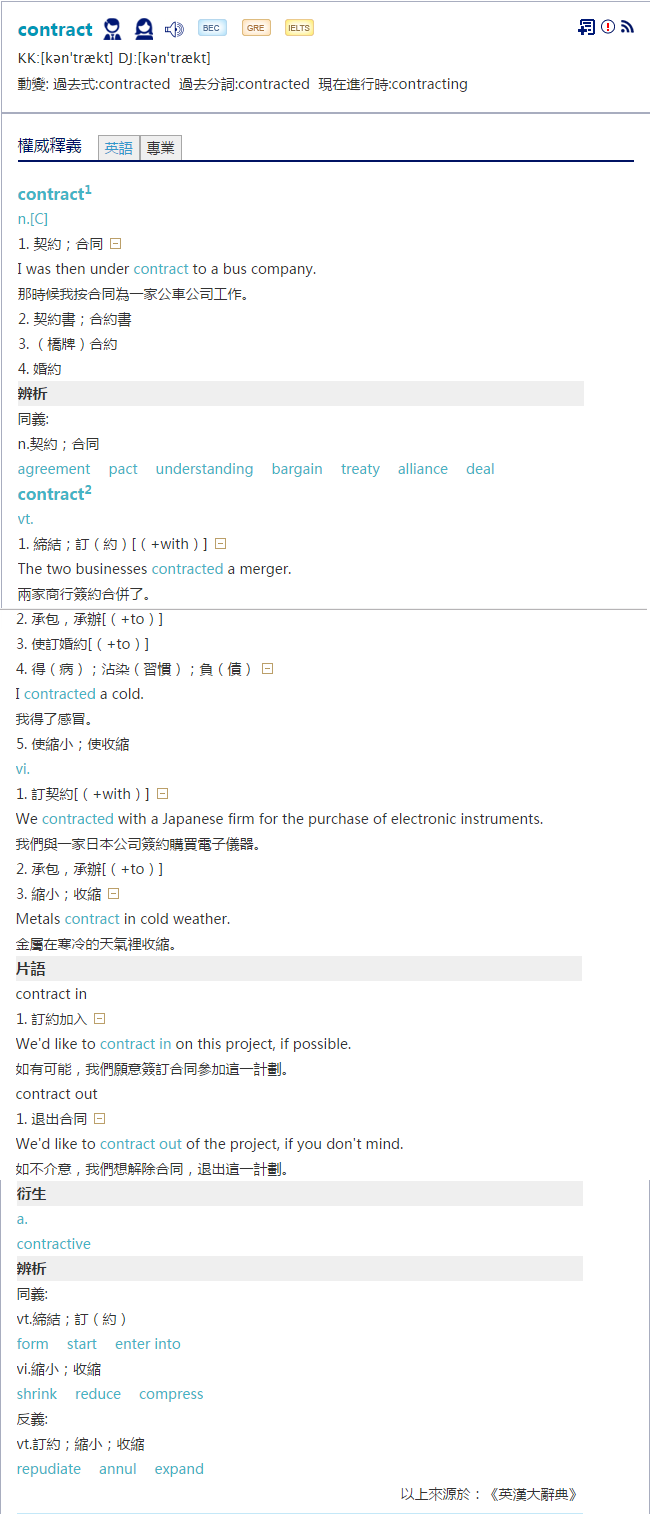 contract BEC GRE IELTS
KK:[kən'trækt] DJ:[kən'trækt]
動變: 過去式:contracted 過去分詞:contracted 現在進行時:contracting
權威釋義 英語 專業
contract1
n.[C]
1. 契約；合同
I was then under contract to a bus company.
那時候我按合同為一家公車公司工作。
2. 契約書；合約書
3. （橋牌）合約
4. 婚約
辨析
同義:
n.契約；合同
agreement pact understanding bargain treaty alliance deal
contract2
vt.
1. 締結；訂（約）[（+with）]
The two businesses contracted a merger.
兩家商行簽約合併了。
2. 承包，承辦[（+to）]
3. 使訂婚約[（+to）]
4. 得（病）；沾染（習慣）；負（債）
I contracted a cold.
我得了感冒。
5. 使縮小；使收縮
vi.
1. 訂契約[（+with）]
We contracted with a Japanese firm for the purchase of electronic instruments.
我們與一家日本公司簽約購買電子儀器。
2. 承包，承辦[（+to）]
3. 縮小；收縮
Metals contract in cold weather.
金屬在寒冷的天氣裡收縮。
片語
contract in
1. 訂約加入
We'd like to contract in on this project, if possible.
如有可能，我們願意簽訂合同參加這一計劃。
contract out
1. 退出合同
We'd like to contract out of the project, if you don't mind.
如不介意，我們想解除合同，退出這一計劃。
衍生
a.
contractive
辨析
同義:
vt.締結；訂（約）
form start enter into
vi.縮小；收縮
shrink reduce compress
反義:
vt.訂約；縮小；收縮
repudiate annul expand
以上來源於：《英漢大辭典》